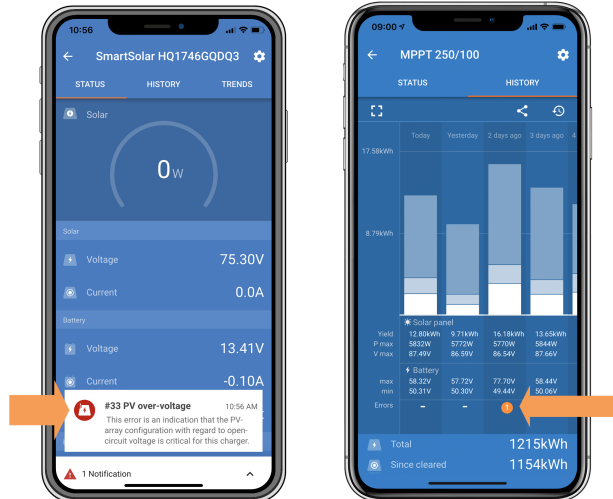 10:56
SmartSolar HQ1746GQDQ3
STATUS HISTORY TRENDS
Solar
0W
Solar
Voltage 75.30V
Current 0.0A
Battery
Voltage 13.41V
Current -0.10A
#33 PV over-voltage 10:56 AM
This error is an indication that the PV-
array configuration with regard to open-
circuit voltage is critical for this charger.
1 Notification
09:00
MPPT 250/100
STATUS HISTORY
Today Yesterday 2 days ago 3 days ago 4
17.58kWh
8.79kWh
Solar panel
Yield 12.80kWh 9.71kWh 16.18kWh 13.65kWh
P max 5832W 5772W 5770W 5844W
V max 87.49V 86.59V 86.54V 87.66V
Battery
max 58.32V 57.72V 77.70V 58.44V
min 50.31V 50.30V 49.44V 50.06V
Errors – – 1
Total 1215kWh
Since cleared 1154kWh